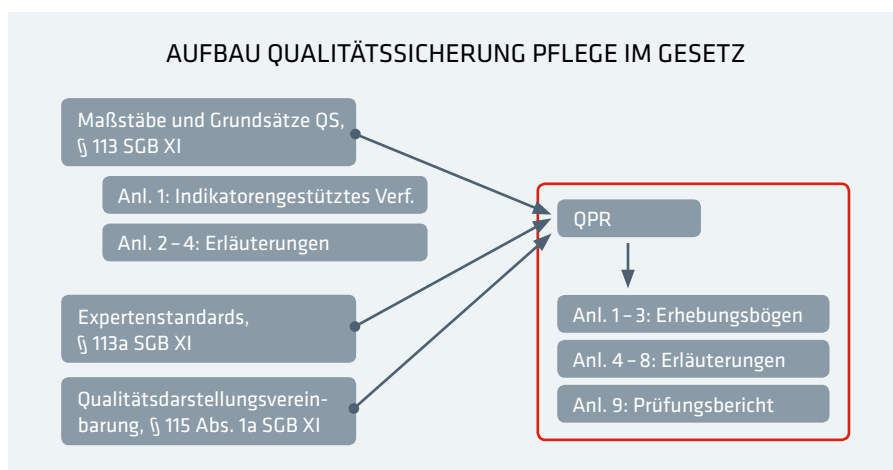 AUFBAU QUALITÄTSSICHERUNG PFLEGE IM GESETZ
Maßstäbe und Grundsätze QS,
§ 113 SGB XI
Anl. 1: Indikatorengestütztes Verf.
Anl. 2 – 4: Erläuterungen
Expertenstandards,
§ 113a SGB XI
Qualitätsdarstellungsverein-
barung, § 115 Abs. 1a SGB XI
QPR
Anl. 1 – 3: Erhebungsbögen
Anl. 4 – 8: Erläuterungen
Anl. 9: Prüfungsbericht